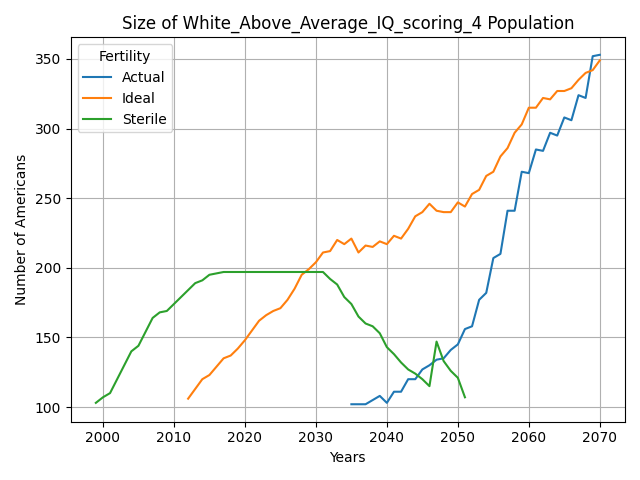 Size of White_Above_Average_IQ_scoring_4 Population
Fertility
Actual
Ideal
Sterile
Number of Americans
350
300
250
200
150
100
2000 2010 2020 2030 2040 2050 2060 2070
Years